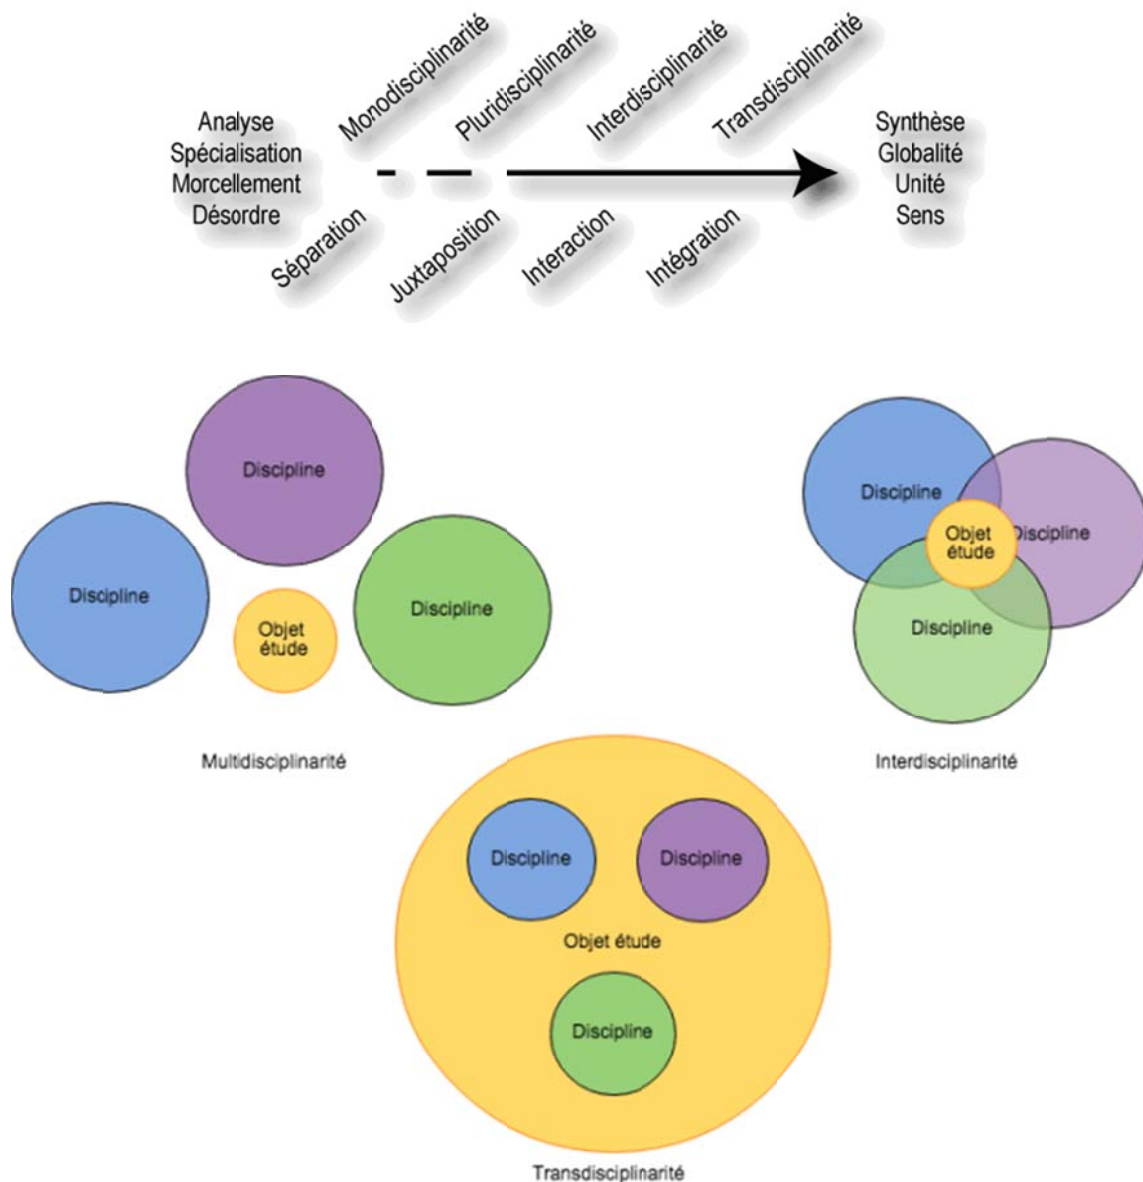 Monodisciplinarité
Pluridisciplinarité
Interdisciplinarité
Transdisciplinarité
Analyse
Spécialisation
Morcellement
Désordre
Synthèse
Globalité
Unité
Sens
Séparation
Juxtaposition
Interaction
Intégration
Discipline
Discipline
Discipline
Objet
étude
Multidisciplinarité
Discipline
Objet
étude
Discipline
Discipline
Interdisciplinarité
Discipline
Discipline
Objet étude
Discipline
Transdisciplinarité